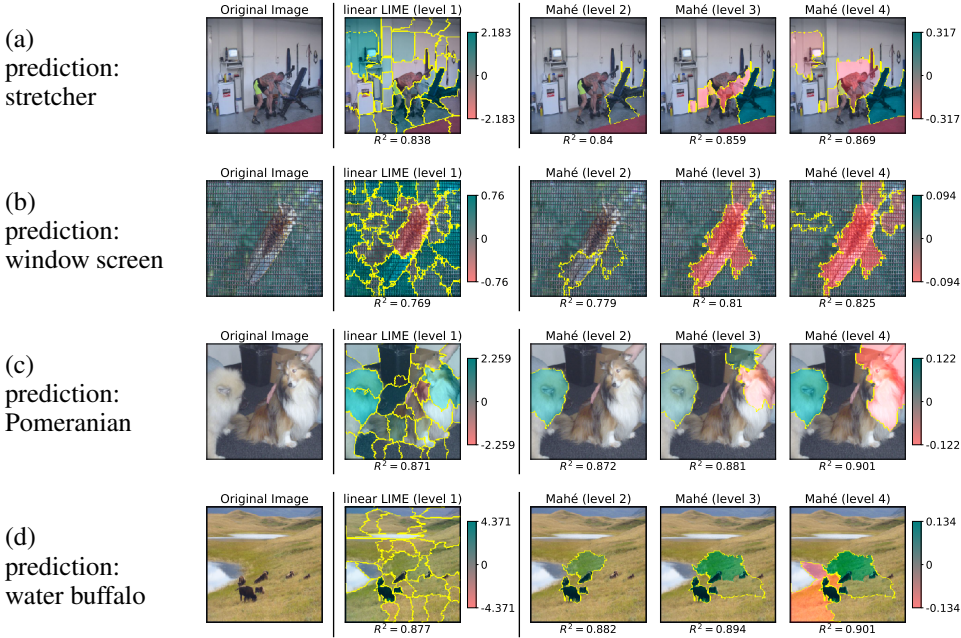 (a)
prediction:
stretcher
Original Image
linear LIME (level 1)
2.183
0
-2.183
R² = 0.838
Mahé (level 2)
R² = 0.84
Mahé (level 3)
R² = 0.859
Mahé (level 4)
R² = 0.869
0.317
0
-0.317
(b)
prediction:
window screen
Original Image
linear LIME (level 1)
0.76
0
-0.76
R² = 0.769
Mahé (level 2)
R² = 0.779
Mahé (level 3)
R² = 0.81
Mahé (level 4)
R² = 0.825
0.094
0
-0.094
(c)
prediction:
Pomeranian
Original Image
linear LIME (level 1)
2.259
0
-2.259
R² = 0.871
Mahé (level 2)
R² = 0.872
Mahé (level 3)
R² = 0.881
Mahé (level 4)
R² = 0.901
0.122
0
-0.122
(d)
prediction:
water buffalo
Original Image
linear LIME (level 1)
4.371
0
-4.371
R² = 0.877
Mahé (level 2)
R² = 0.882
Mahé (level 3)
R² = 0.894
Mahé (level 4)
R² = 0.901
0.134
0
-0.134